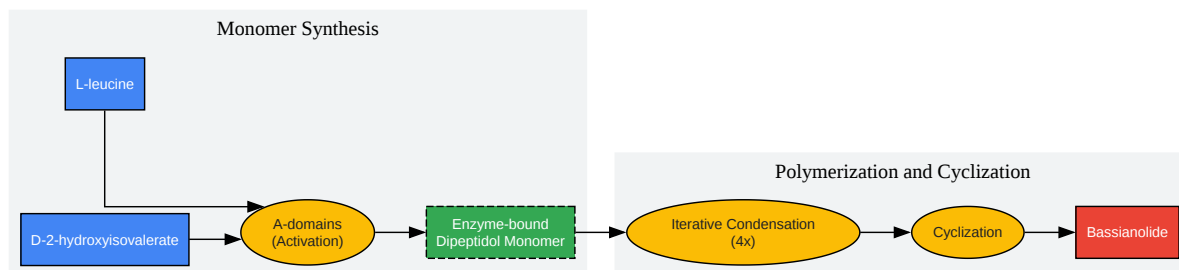 Monomer Synthesis
L-leucine
D-2-hydroxyisovalerate
A-domains
(Activation)
Enzyme-bound
Dipeptidol Monomer
Polymerization and Cyclization
Iterative Condensation
(4x)
Cyclization
Bassianolide